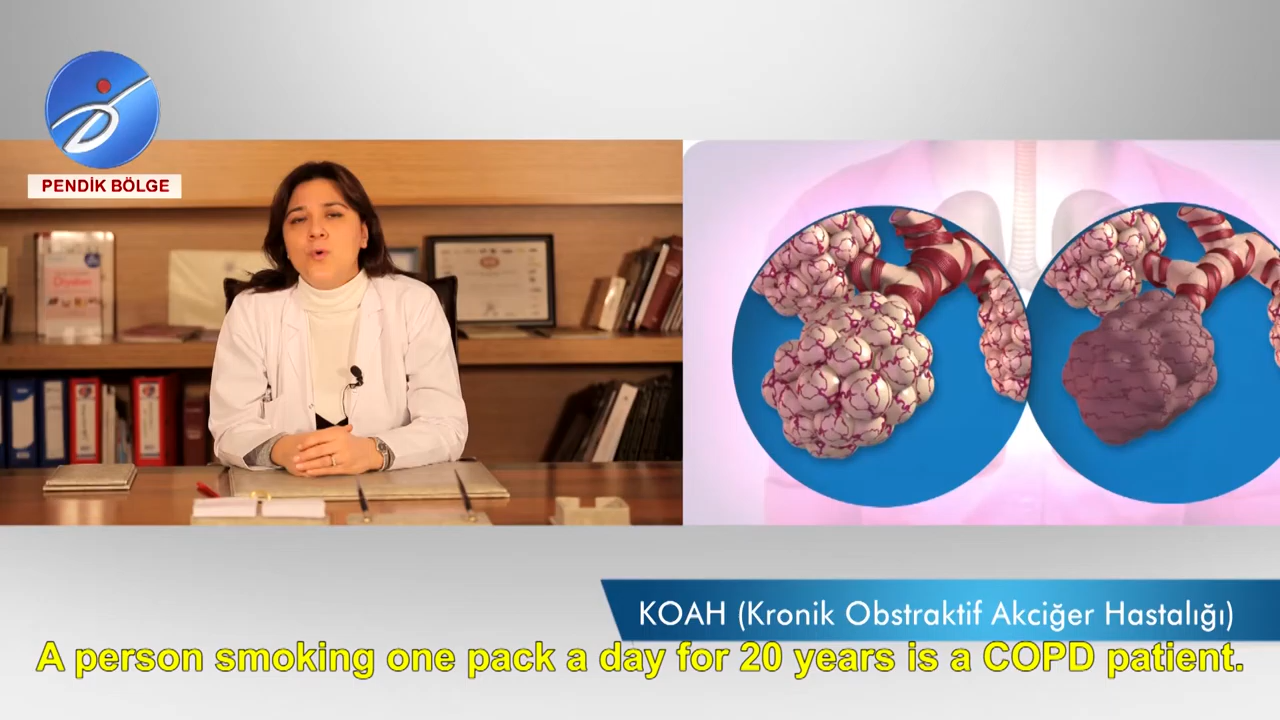 PENDİK BÖLGE
KOAH (Kronik Obstraktif Akciğer Hastalığı)
A person smoking one pack a day for 20 years is a COPD patient.